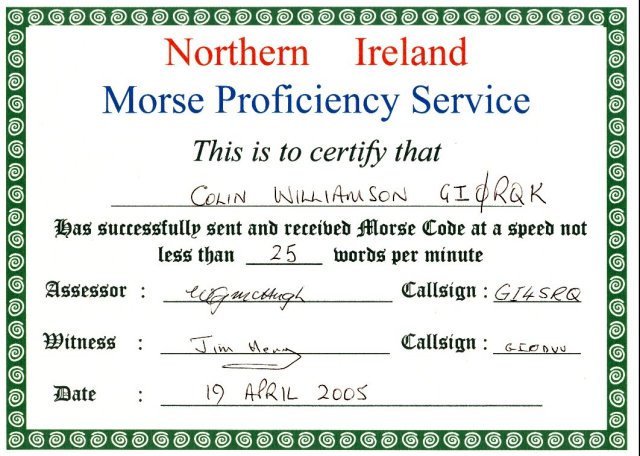 Northern Ireland
Morse Proficiency Service
This is to certify that
COLIN WILLIAMSON GIØRQK
Has successfully sent and received Morse Code at a speed not
less than 25 words per minute
Assessor : Callsign : GI4SRQ
Witness : Jim Callsign :
Date : 19 APRIL 2005